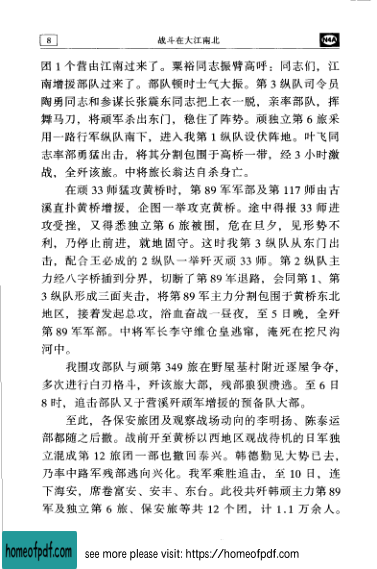 8 战斗在大江南北 N4A
团1个营由江南过来了。粟裕同志振臂高呼：同志们，江
南增援部队过来了。部队顿时士气大振。第3纵队司令员
陶勇同志和参谋长张震东同志把上衣一脱，亲率部队，挥
舞马刀，将顽军杀出东门，稳住了阵势。顽独立第6旅采
用一路行军纵队南下，进入我第1纵队设伏阵地。叶飞同
志率部勇猛出击，将其分割包围于高桥一带，经3小时激
战，全歼该旅。中将旅长翁达自杀身亡。
在顽33师猛攻黄桥时，第89军军部及第117师由古
溪直扑黄桥增援，企图一举攻克黄桥。途中得报33师进
攻受挫，又得悉独立第6旅被围，危在旦夕，见形势不
利，乃停止前进，就地固守。这时我第3纵队从东门出
击，配合王必成的2纵队一举歼灭顽33师。第2纵队主
力经八字桥插到分界，切断了第89军退路，会同第1、第
3纵队形成三面夹击，将第89军主力分割包围于黄桥东北
地区，接着发起总攻，浴血奋战一昼夜，至5日晚，全歼
第89军军部。中将军长李守维仓皇逃窜，淹死在挖尺沟
河中。
我围攻部队与顽第349旅在野屋基村附近逐屋争夺，
多次进行白刃格斗，歼该旅大部，残部狼狈溃逃。至6日
8时，追击部队又于营溪歼顽军增援的预备队大部。
至此，各保安旅团及观察战场动向的李明扬、陈泰运
部都随之后撤。战前开至黄桥以西地区观战待机的日军独
立混成第12旅团一部也撤回泰兴。韩德勤见大势已去，
乃率中路军残部逃向兴化。我军乘胜追击，至10日，连
下海安，席卷富安、安丰、东台。此役共歼韩顽主力第89
军及独立第6旅、保安旅等共12个团，计1.1万余人。
homeofpdf.com see more please visit: https://homeofpdf.com